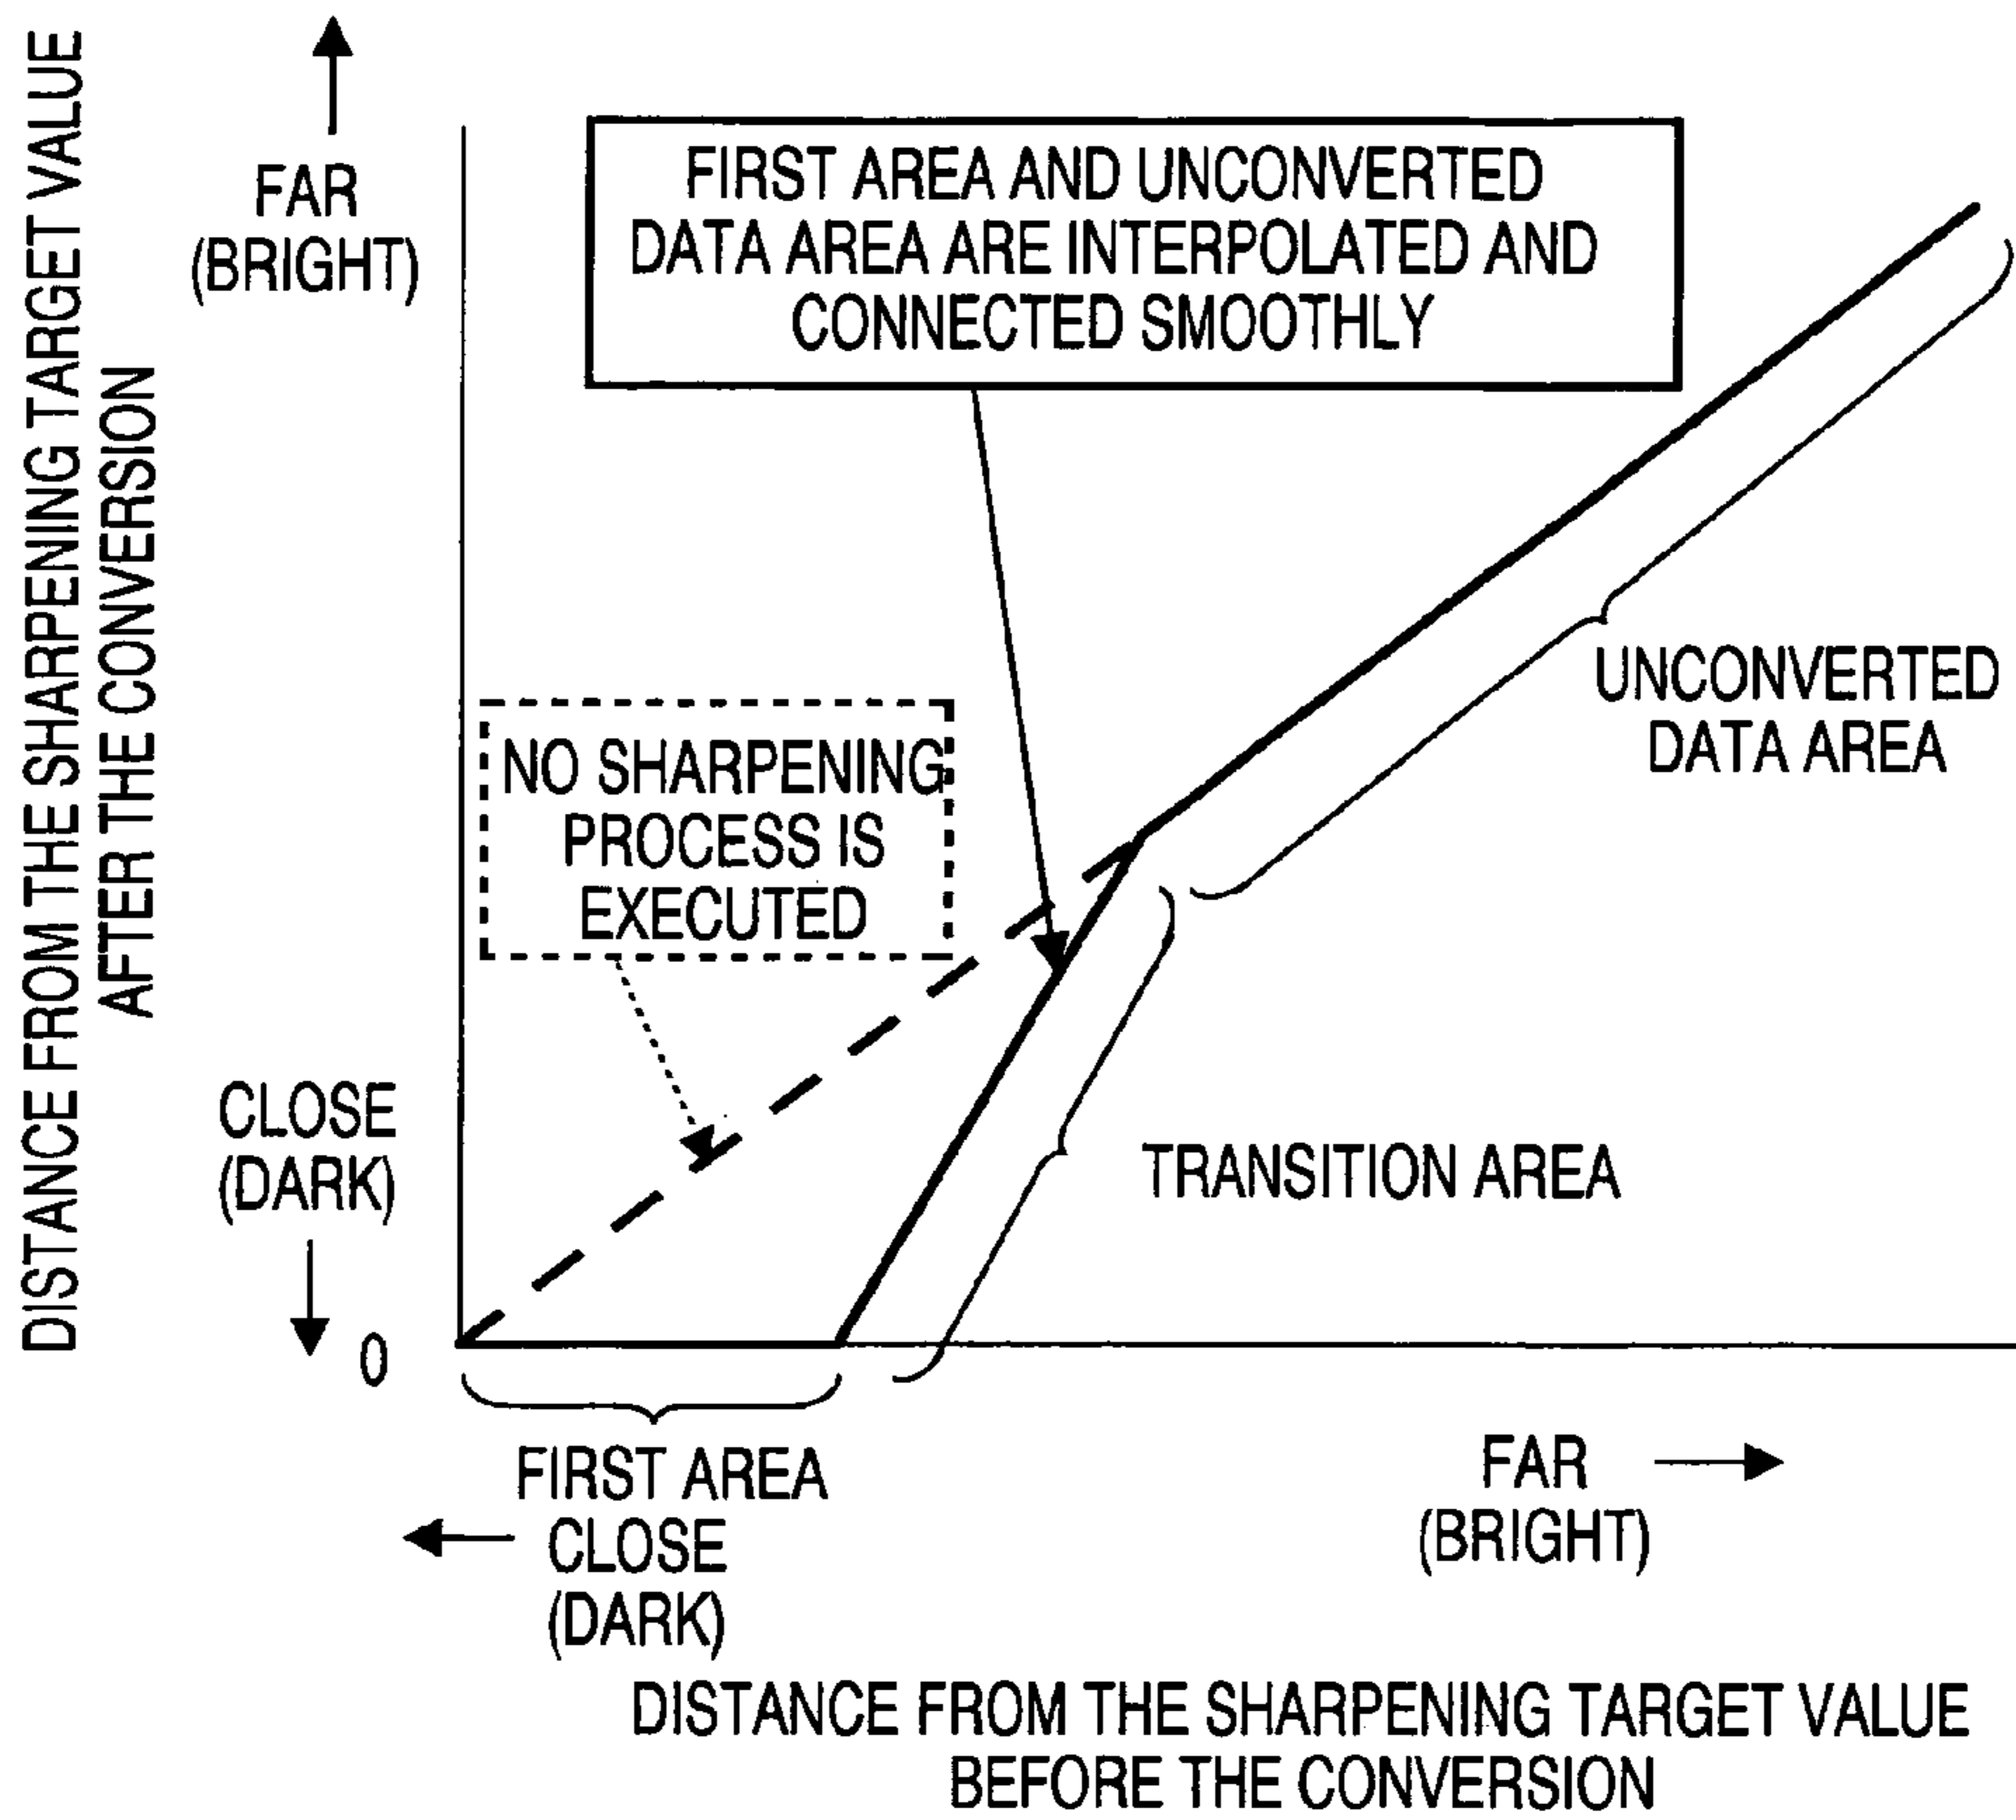 DISTANCE FROM THE SHARPENING TARGET VALUE
AFTER THE CONVERSION
FAR
(BRIGHT)
FIRST AREA AND UNCONVERTED
DATA AREA ARE INTERPOLATED AND
CONNECTED SMOOTHLY
UNCONVERTED
DATA AREA
NO SHARPENING
PROCESS IS
EXECUTED
CLOSE
(DARK)
TRANSITION AREA
0
FIRST AREA
CLOSE
(DARK)
FAR
(BRIGHT)
DISTANCE FROM THE SHARPENING TARGET VALUE
BEFORE THE CONVERSION